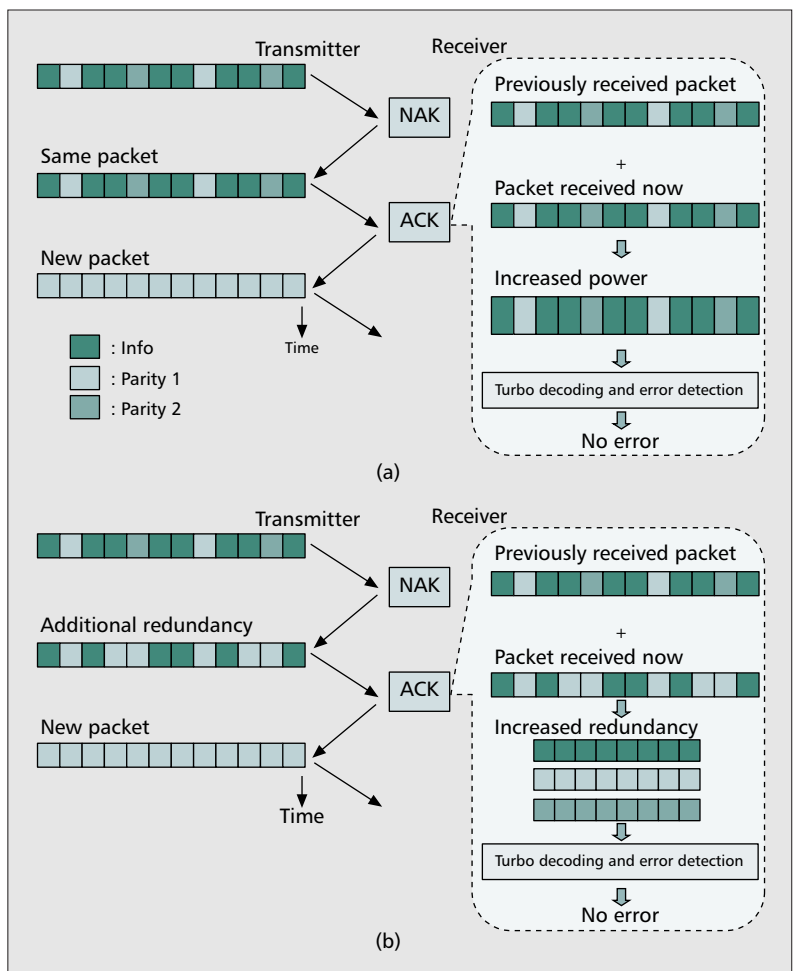 Transmitter
Receiver
Previously received packet
NAK
Same packet
+
Packet received now
ACK
New packet
Increased power
Time
: Info
: Parity 1
: Parity 2
Turbo decoding and error detection
No error
(a)
Transmitter
Receiver
Previously received packet
NAK
Additional redundancy
+
Packet received now
ACK
New packet
Increased redundancy
Time
Turbo decoding and error detection
No error
(b)